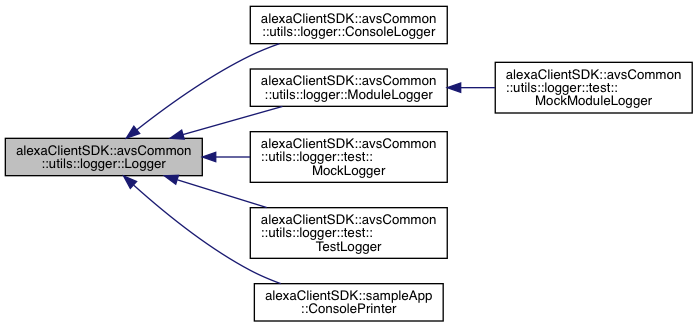 alexaClientSDK::avsCommon
::utils::logger::ConsoleLogger
alexaClientSDK::avsCommon
::utils::logger::ModuleLogger
alexaClientSDK::avsCommon
::utils::logger::test::
MockModuleLogger
alexaClientSDK::avsCommon
::utils::logger::Logger
alexaClientSDK::avsCommon
::utils::logger::test::
MockLogger
alexaClientSDK::avsCommon
::utils::logger::test::
TestLogger
alexaClientSDK::sampleApp
::ConsolePrinter